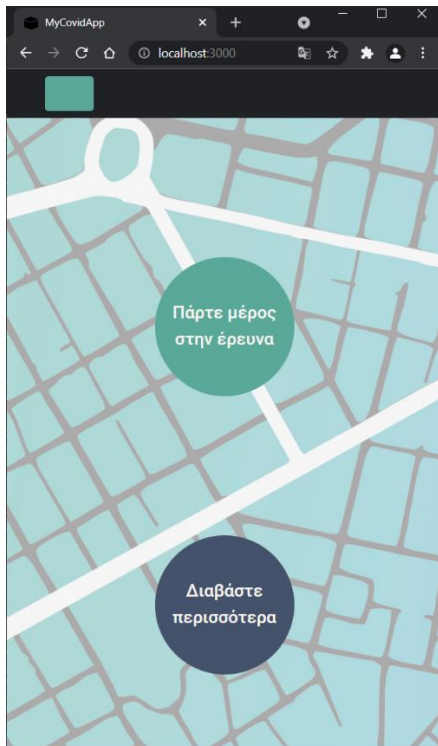 MyCovidApp
localhost:3000
Πάρτε μέρος
στην έρευνα
Διαβάστε
περισσότερα